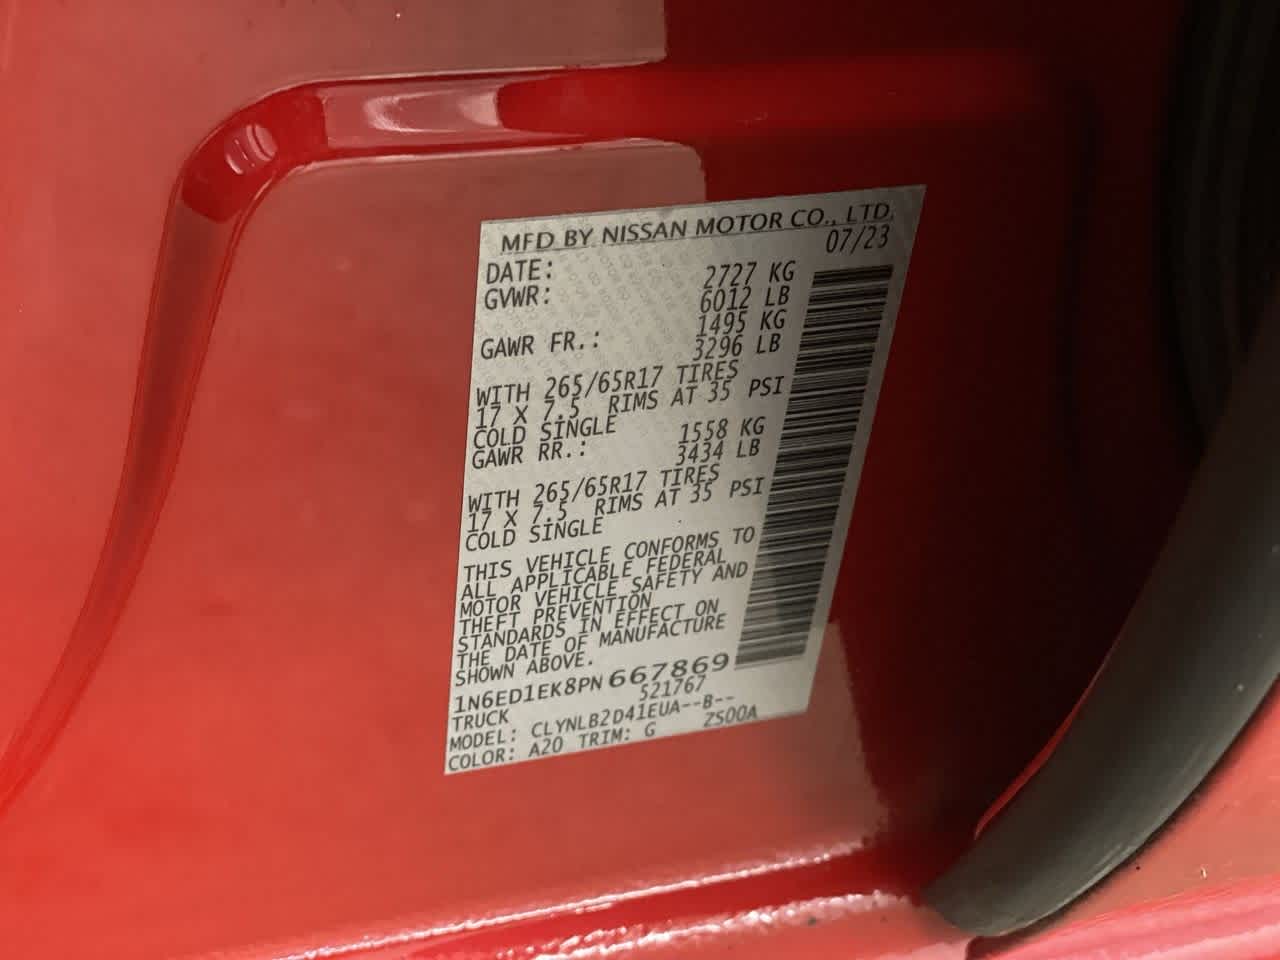 MFD BY NISSAN MOTOR CO., LTD.
DATE: 07/23
GVWR: 2727 KG
6012 LB
GAWR FR.: 1495 KG
3296 LB
WITH 265/65R17 TIRES
17 X 7.5 RIMS AT 35 PSI
COLD SINGLE
GAWR RR.: 1558 KG
3434 LB
WITH 265/65R17 TIRES
17 X 7.5 RIMS AT 35 PSI
COLD SINGLE
THIS VEHICLE CONFORMS TO
ALL APPLICABLE FEDERAL
MOTOR VEHICLE SAFETY AND
THEFT PREVENTION
STANDARDS IN EFFECT ON
THE DATE OF MANUFACTURE
SHOWN ABOVE.
1N6ED1EK8PN667869
TRUCK 521767
MODEL: CLYNLB2D41EUA--B--
COLOR: A20 TRIM: G ZS00A